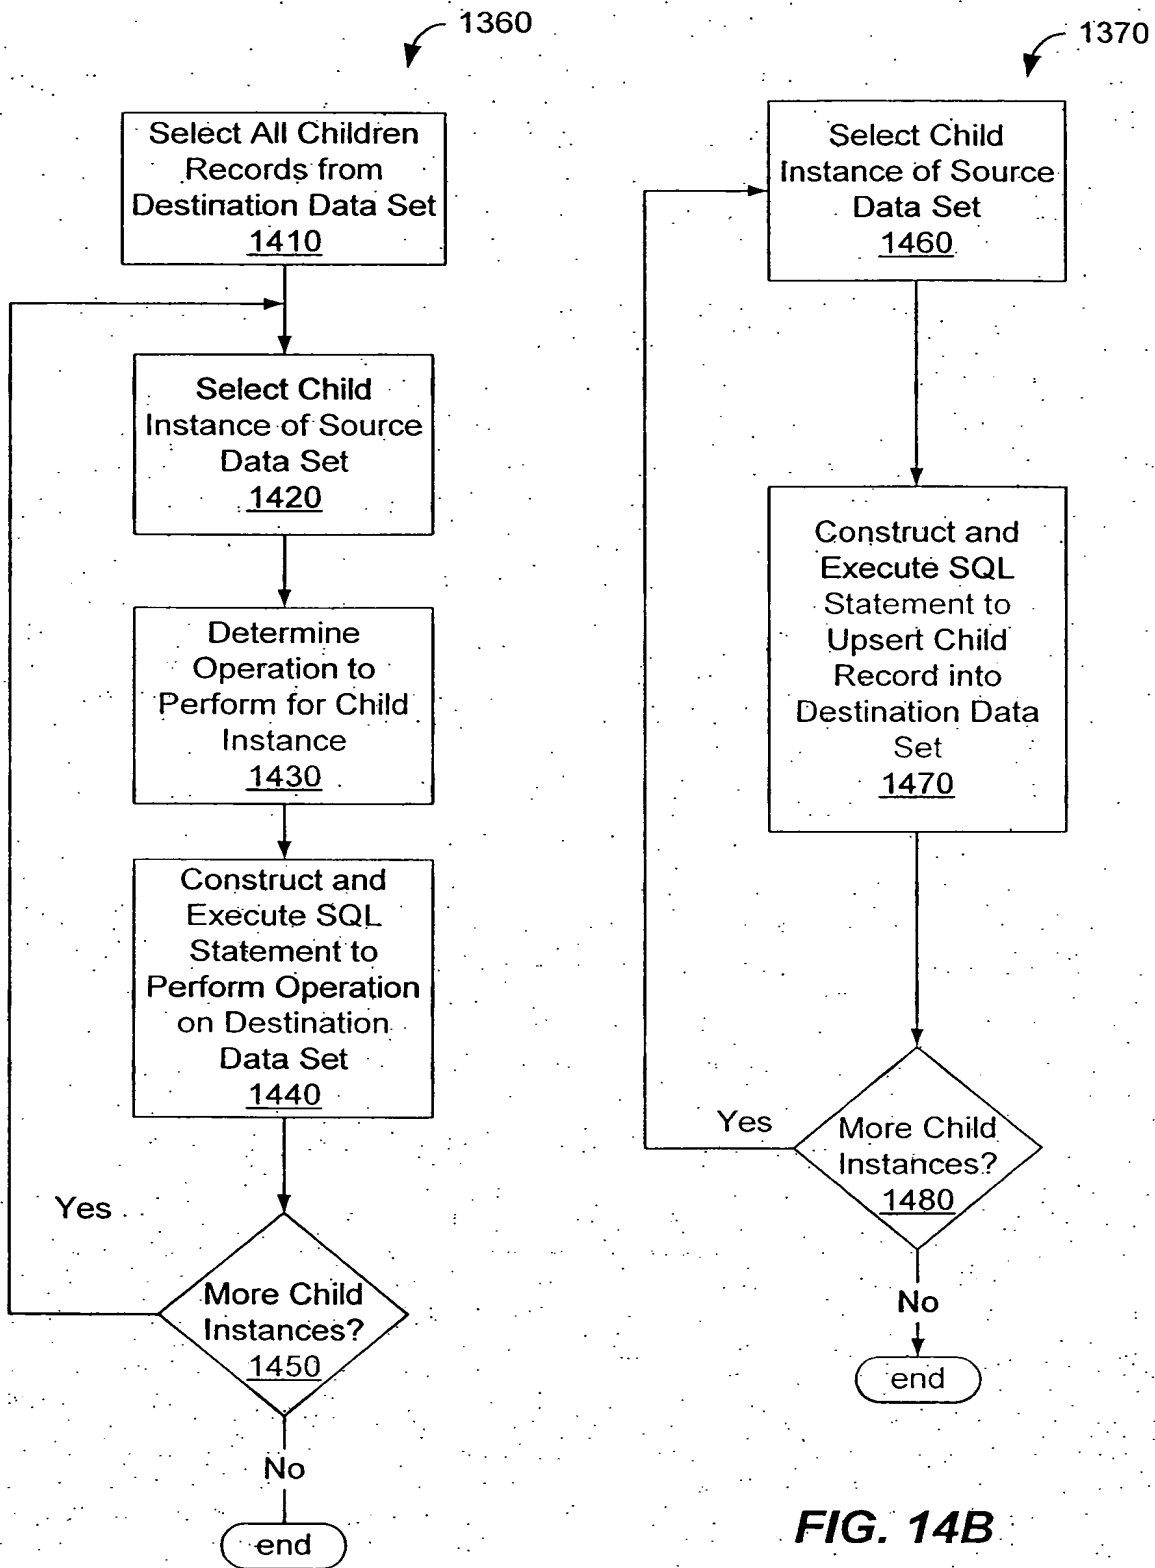 1360
Select All Children
Records from
Destination Data Set
1410
Select Child
Instance of Source
Data Set
1420
Determine
Operation to
Perform for Child
Instance
1430
Construct and
Execute SQL
Statement to
Perform Operation
on Destination
Data Set
1440
Yes
More Child
Instances?
1450
No
end
1370
Select Child
Instance of Source
Data Set
1460
Construct and
Execute SQL
Statement to
Upsert Child
Record into
Destination Data
Set
1470
Yes
More Child
Instances?
1480
No
end
FIG. 14B